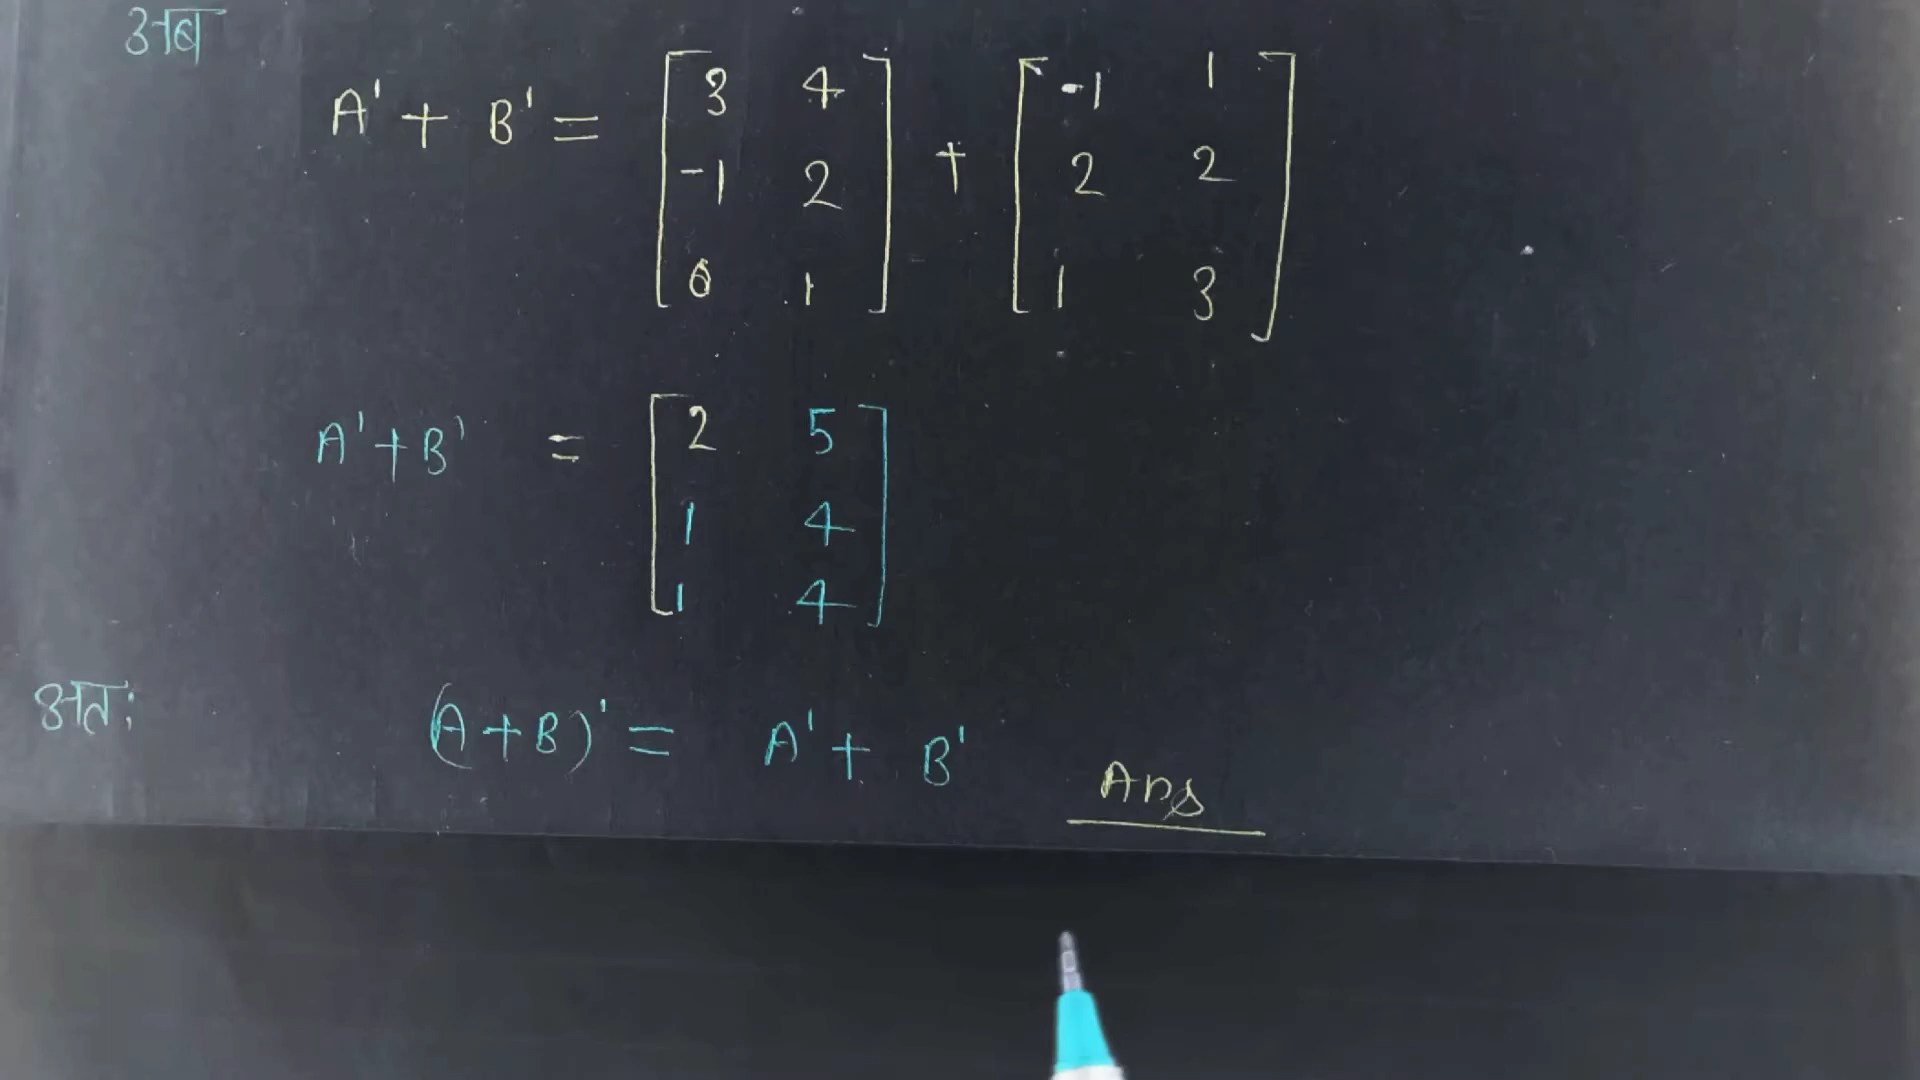 अब
A' + B' = [ 3 4 ] + [ -1 1 ]
[ -1 2 ] [ 2 2 ]
[ 0 1 ] [ 1 3 ]
A'+B' = [ 2 5 ]
[ 1 4 ]
[ 1 4 ]
अत: (A+B)' = A' + B' Ans